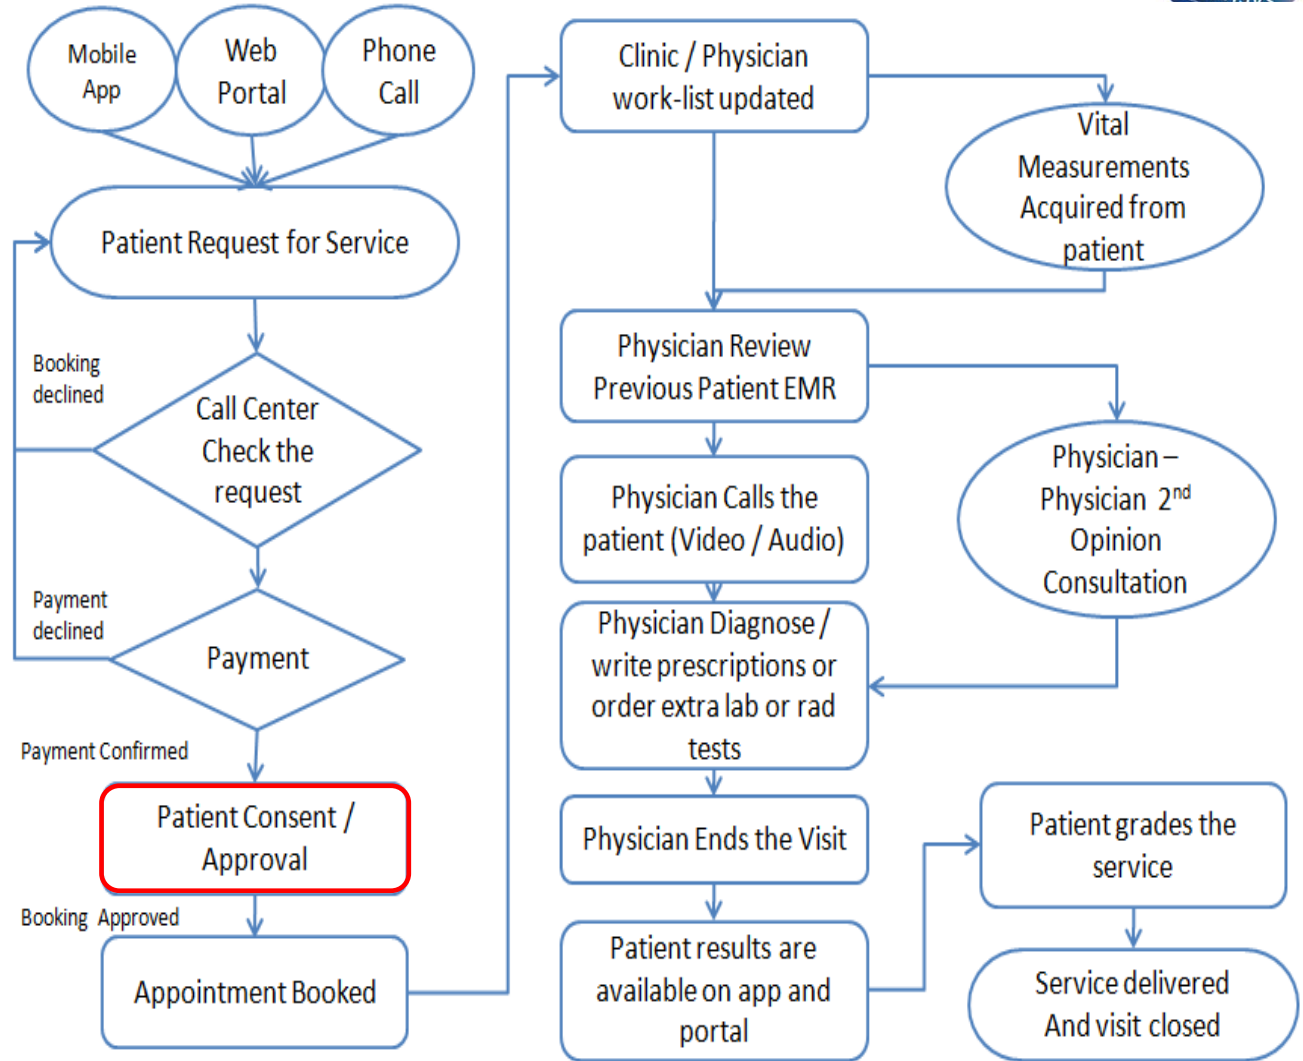 Mobile
App
Web
Portal
Phone
Call
Patient Request for Service
Booking
declined
Call Center
Check the
request
Payment
declined
Payment
Payment Confirmed
Patient Consent /
Approval
Booking Approved
Appointment Booked
Clinic / Physician
work-list updated
Vital
Measurements
Acquired from
patient
Physician Review
Previous Patient EMR
Physician –
Physician 2nd
Opinion
Consultation
Physician Calls the
patient (Video / Audio)
Physician Diagnose /
write prescriptions or
order extra lab or rad
tests
Physician Ends the Visit
Patient results are
available on app and
portal
Patient grades the
service
Service delivered
And visit closed